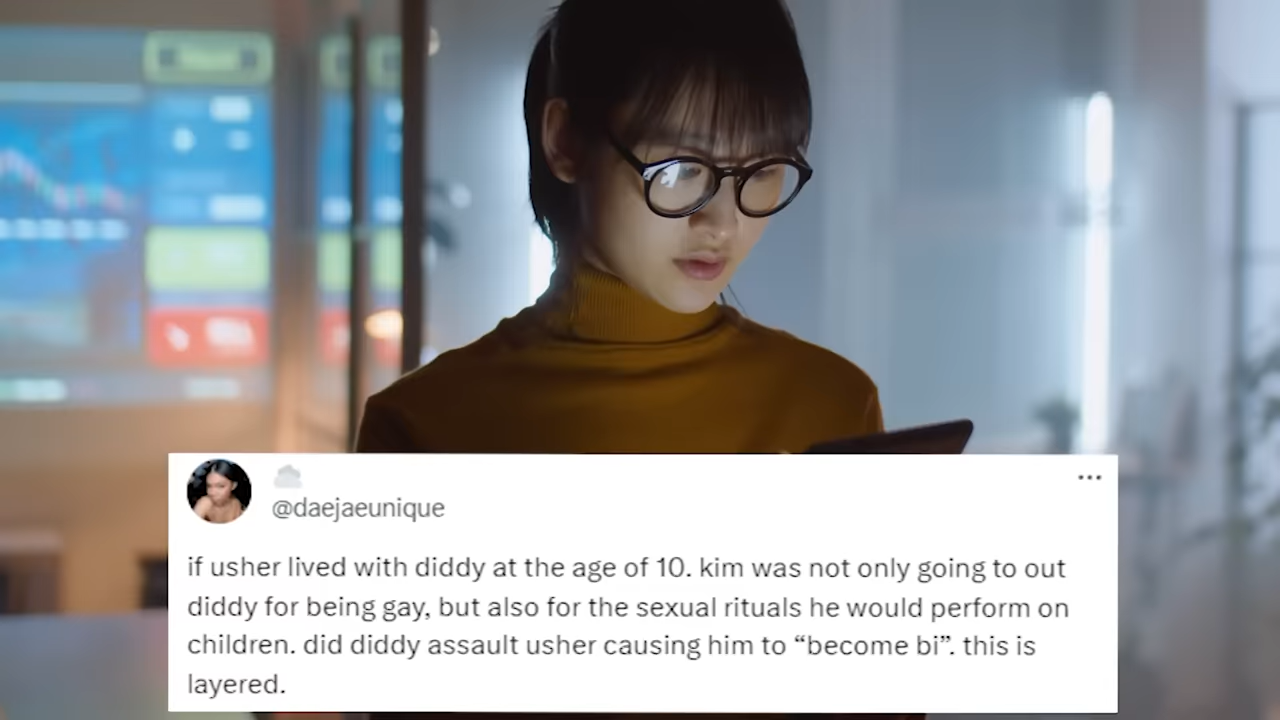 @daejaeunique
if usher lived with diddy at the age of 10. kim was not only going to out
diddy for being gay, but also for the sexual rituals he would perform on
children. did diddy assault usher causing him to “become bi”. this is
layered.